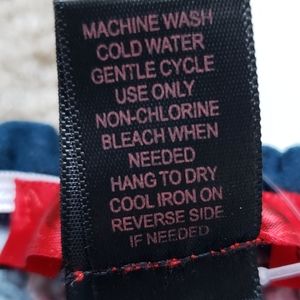 MACHINE WASH
COLD WATER
GENTLE CYCLE
USE ONLY
NON-CHLORINE
BLEACH WHEN
NEEDED
HANG TO DRY
COOL IRON ON
REVERSE SIDE
IF NEEDED